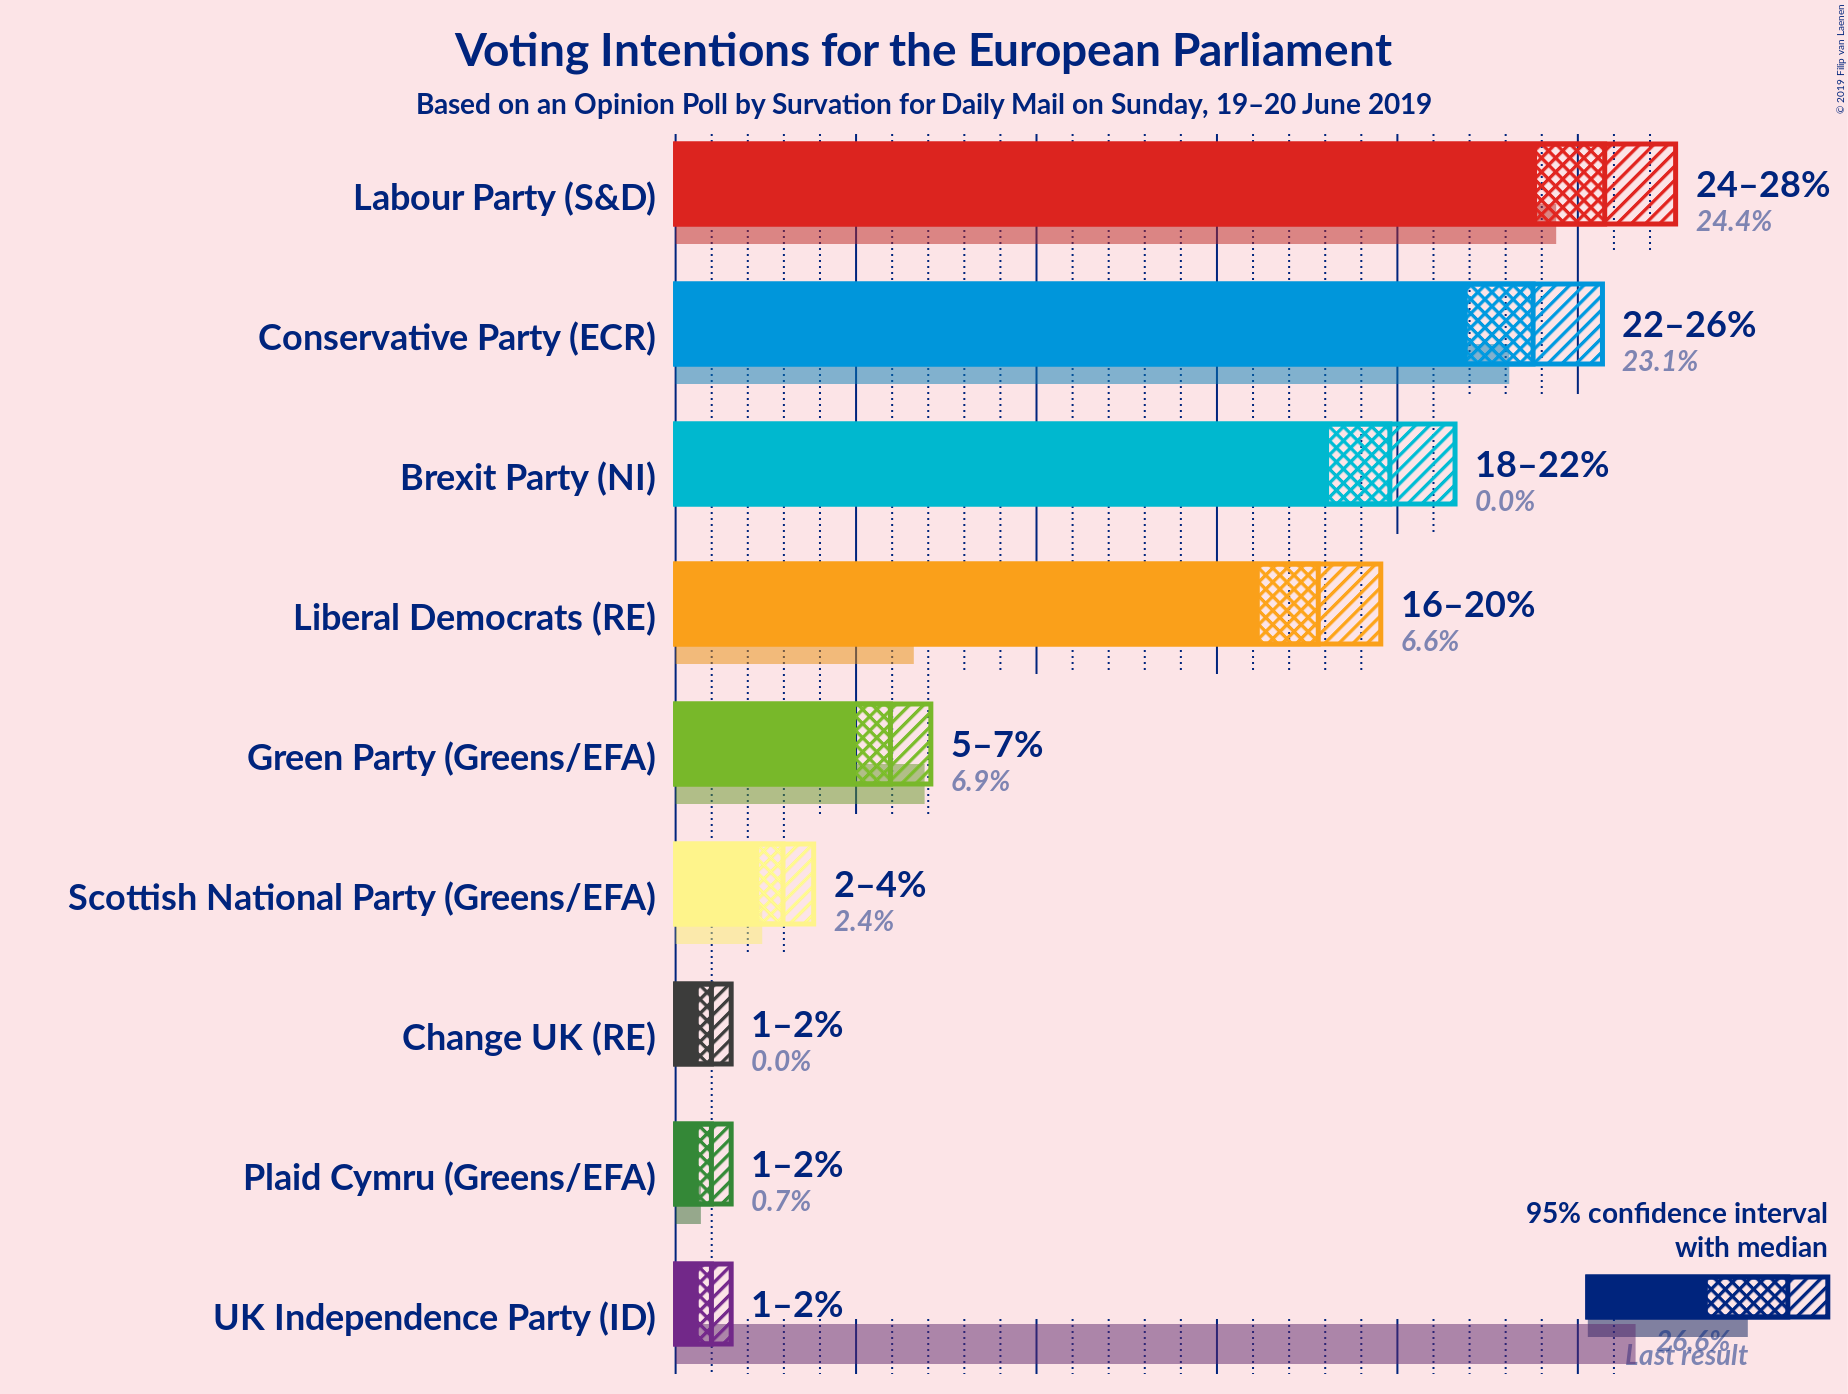 Voting Intentions for the European Parliament
Based on an Opinion Poll by Survation for Daily Mail on Sunday, 19–20 June 2019
© 2019 Filip van Laenen
Labour Party (S&D)
24–28%
24.4%
Conservative Party (ECR)
22–26%
23.1%
Brexit Party (NI)
18–22%
0.0%
Liberal Democrats (RE)
16–20%
6.6%
Green Party (Greens/EFA)
5–7%
6.9%
Scottish National Party (Greens/EFA)
2–4%
2.4%
Change UK (RE)
1–2%
0.0%
Plaid Cymru (Greens/EFA)
1–2%
0.7%
UK Independence Party (ID)
1–2%
26.6%
95% confidence interval
with median
Last result